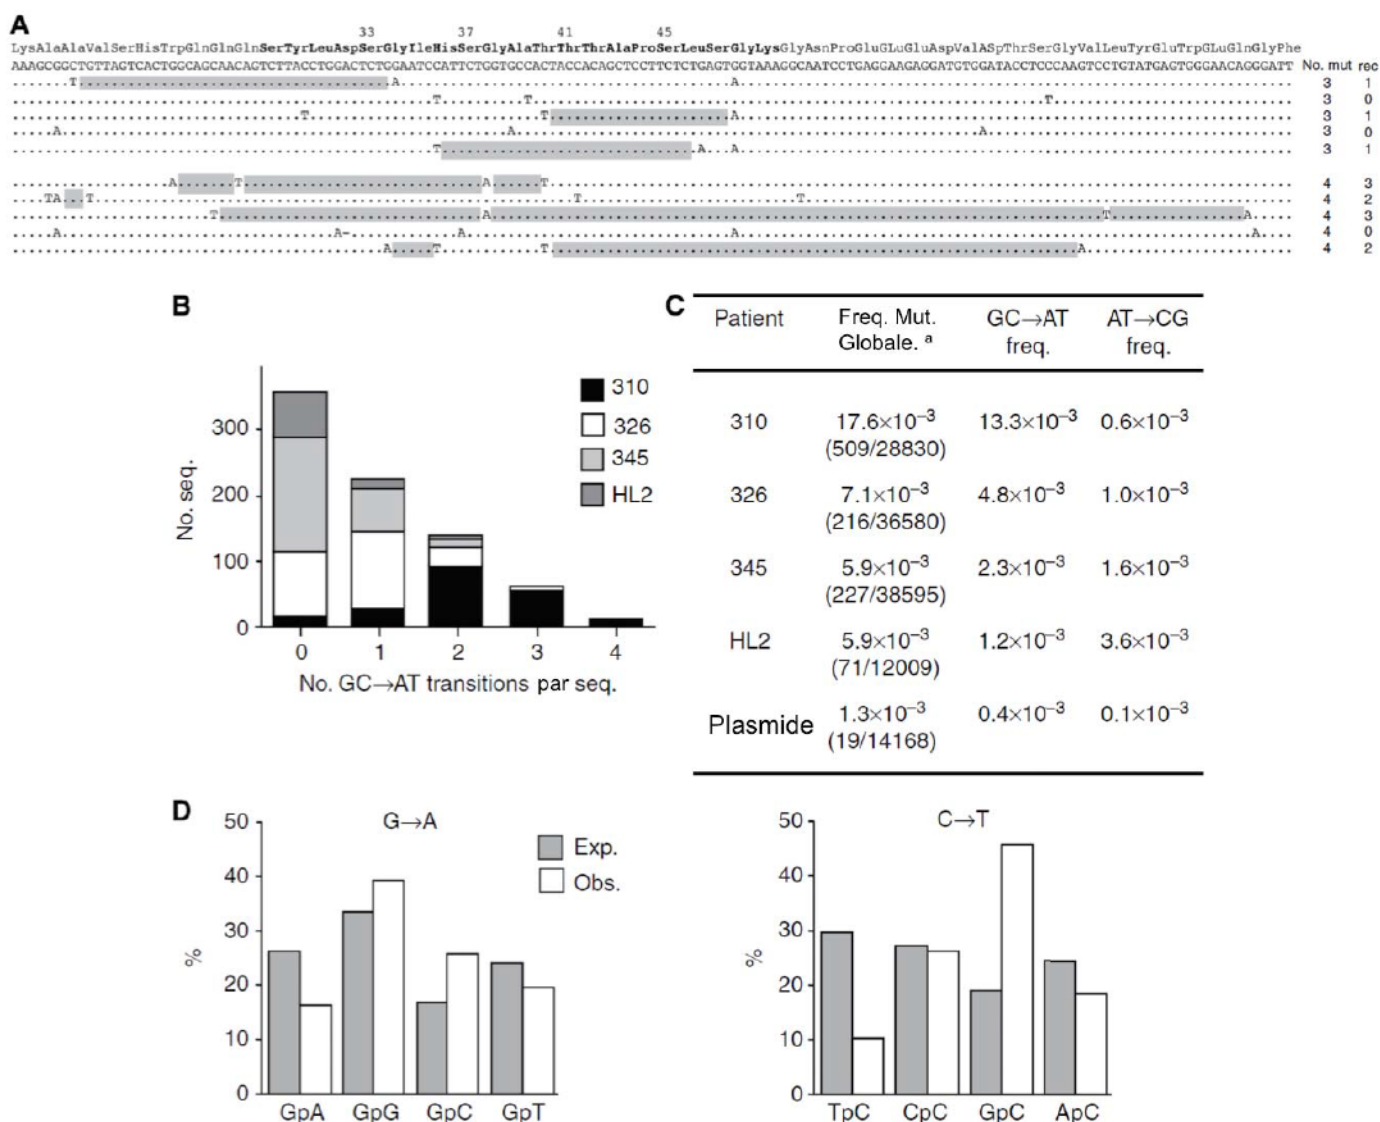 A
33 37 41 45
LysAlaAlaValSerHisTrpGlnGlnGlnSerTyrLeuAspSerGlyIleHisSerGlyAlaThrThrThrAlaProSerLeuSerGlyLysGlyAsnProGluGLuGluAspValASpThrSerGlyValLeuTyrGluTrpGLuGlnGlyPhe
AAAGCGGCTGTTAGTCACTGGCAGCAACAGTCTTACCTGGACTCTGGAATCCATTCTGGTGCCACTACCACAGCTCCTTCTCTGAGTGGTAAAGGCAATCCTGAGGAAGAGGATGTGGATACCTCCCAAGTCCTGTATGAGTGGGAACAGGGATT No. mut rec
T A A 3 1
T T T 3 0
T T A 3 1
A A A 3 0
T A A 3 1
A T A T 4 3
TA T T T 4 2
T A T A 4 3
A A– A A A 4 0
A T T A 4 2
B
No. seq.
300
200
100
0
0 1 2 3 4
No. GC→AT transitions par seq.
310
326
345
HL2
C
Patient Freq. Mut. GC→AT AT→CG
Globale. a freq. freq.
310 17.6×10–3 13.3×10–3 0.6×10–3
(509/28830)
326 7.1×10–3 4.8×10–3 1.0×10–3
(216/36580)
345 5.9×10–3 2.3×10–3 1.6×10–3
(227/38595)
HL2 5.9×10–3 1.2×10–3 3.6×10–3
(71/12009)
Plasmide 1.3×10–3 0.4×10–3 0.1×10–3
(19/14168)
D
G→A
%
50
40
30
20
10
0
GpA GpG GpC GpT
Exp.
Obs.
C→T
%
50
40
30
20
10
0
TpC CpC GpC ApC